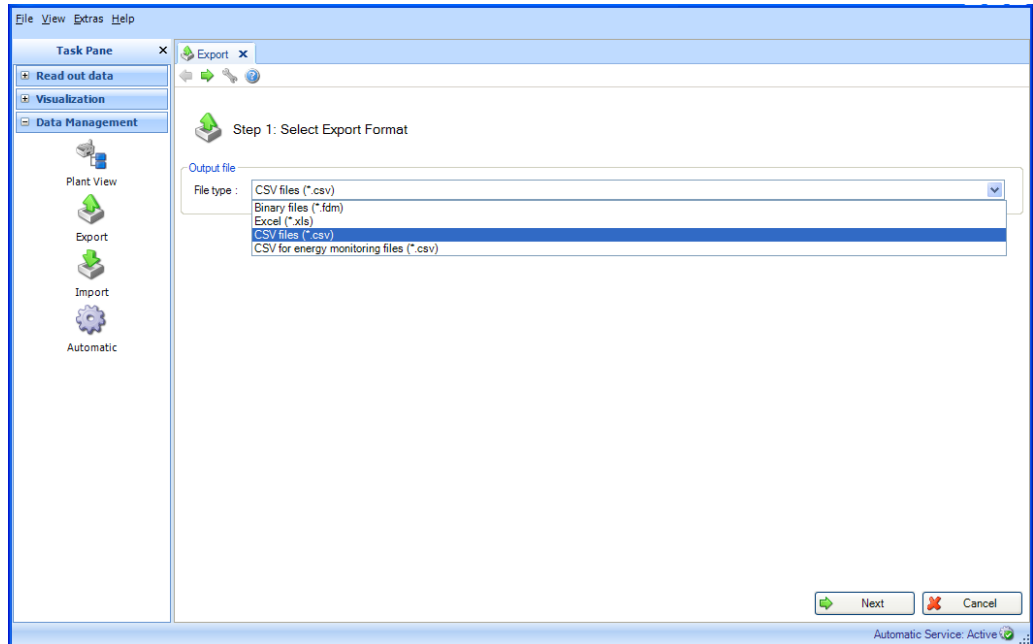 File View Extras Help
Task Pane
Read out data
Visualization
Data Management
Plant View
Export
Import
Automatic
Export
Step 1: Select Export Format
Output file
File type : CSV files (*.csv)
Binary files (*.fdm)
Excel (*.xls)
CSV files (*.csv)
CSV for energy monitoring files (*.csv)
Next
Cancel
Automatic Service: Active